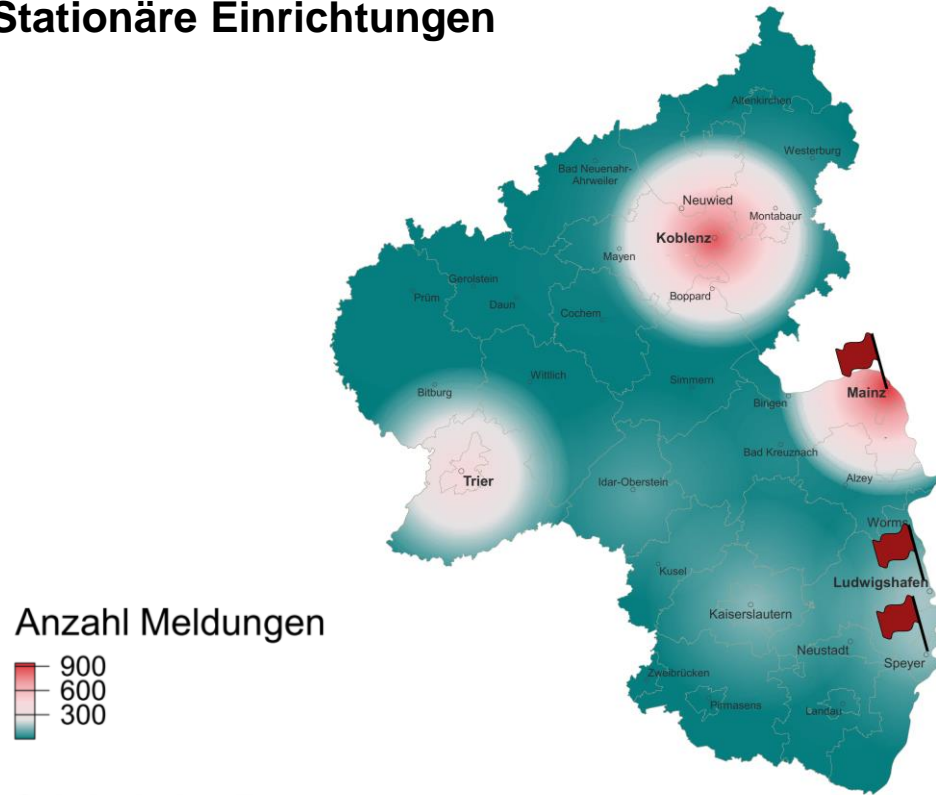 Stationäre Einrichtungen
Altenkirchen
Westerburg
Bad Neuenahr-
Ahrweiler
Neuwied
Montabaur
Koblenz
Mayen
Boppard
Gerolstein
Prüm
Daun
Cochem
Wittlich
Simmern
Bitburg
Mainz
Bingen
Bad Kreuznach
Trier
Idar-Oberstein
Alzey
Worms
Kusel
Ludwigshafen
Kaiserslautern
Neustadt
Speyer
Zweibrücken
Pirmasens
Landau
Anzahl Meldungen
900
600
300